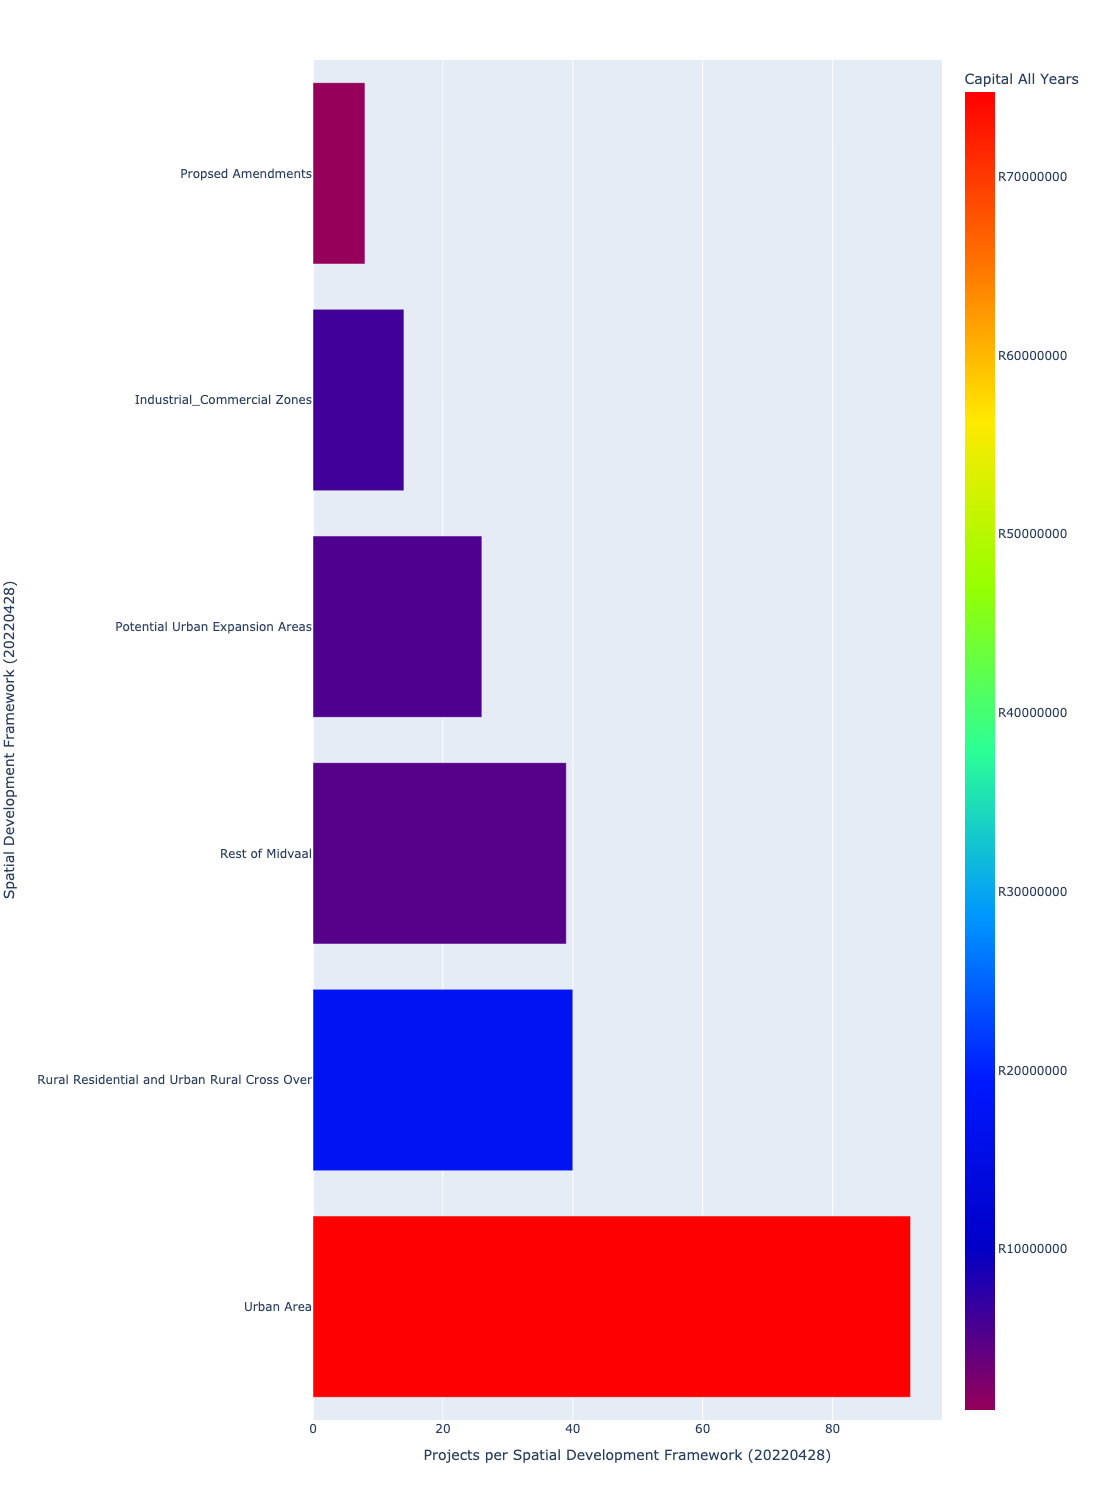 Capital All Years
R70000000
R60000000
R50000000
R40000000
R30000000
R20000000
R10000000
Spatial Development Framework (20220428)
Propsed Amendments
Industrial_Commercial Zones
Potential Urban Expansion Areas
Rest of Midvaal
Rural Residential and Urban Rural Cross Over
Urban Area
0 20 40 60 80
Projects per Spatial Development Framework (20220428)